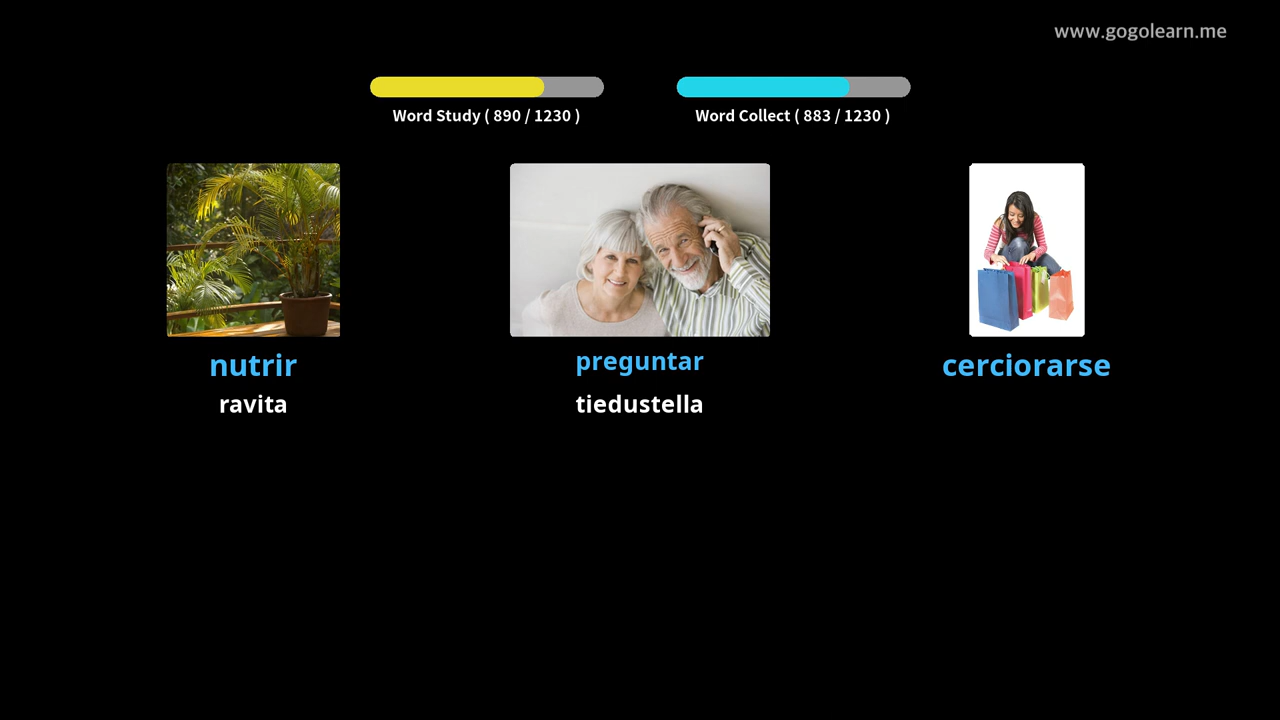 www.gogolearn.me
Word Study ( 890 / 1230 )
Word Collect ( 883 / 1230 )
nutrir
preguntar
cerciorarse
ravita
tiedustella